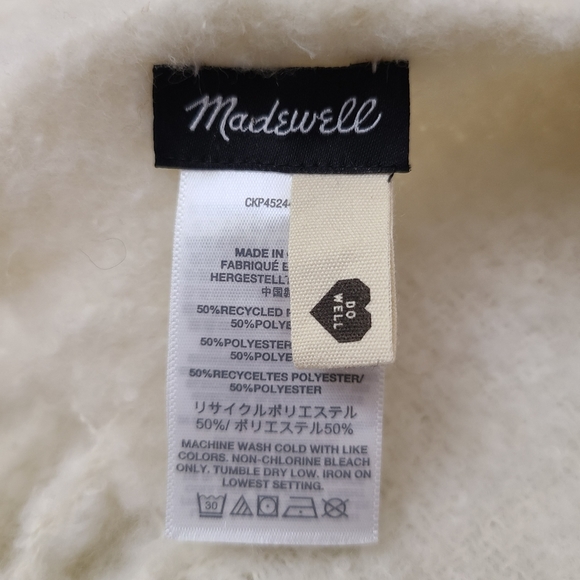 Madewell
CKP4524
MADE IN
FABRIQUÉ
HERGESTELLT
中国
50%RECYCLED
50%POLYE
50%POLYESTER
50%POLYE
50%RECYCELTES POLYESTER/
50%POLYESTER
リサイクルポリエステル
50%/ ポリエステル50%
MACHINE WASH COLD WITH LIKE
COLORS. NON-CHLORINE BLEACH
ONLY. TUMBLE DRY LOW. IRON ON
LOWEST SETTING.
30
DO
WELL